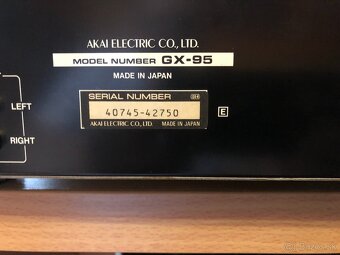 AKAI ELECTRIC CO., LTD.
MODEL NUMBER GX-95
MADE IN JAPAN
SERIAL NUMBER
40745-42750
AKAI ELECTRIC CO., LTD. MADE IN JAPAN
E
LEFT
RIGHT